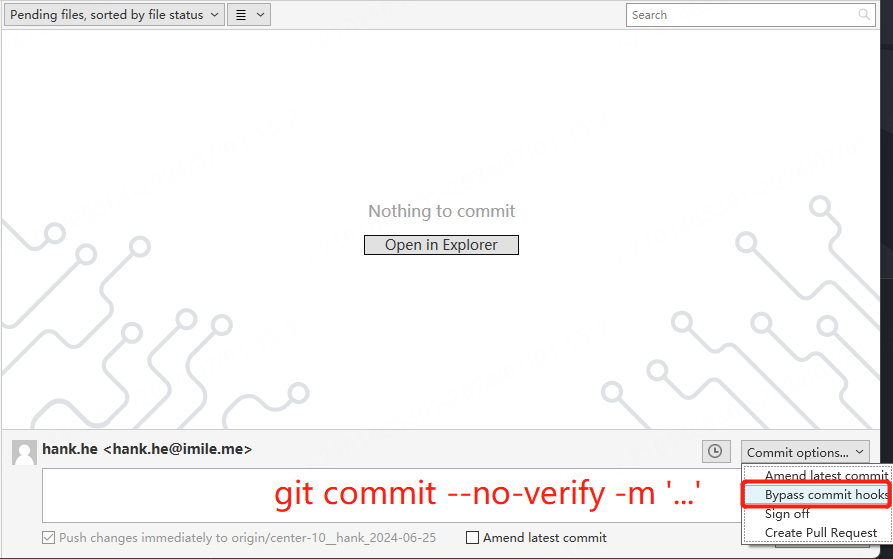 Pending files, sorted by file status
Search
Nothing to commit
Open in Explorer
hank.he <hank.he@imile.me>
Commit options...
git commit --no-verify -m '...'
Amend latest commit
Bypass commit hooks
Sign off
Create Pull Request
Push changes immediately to origin/center-10__hank_2024-06-25
Amend latest commit